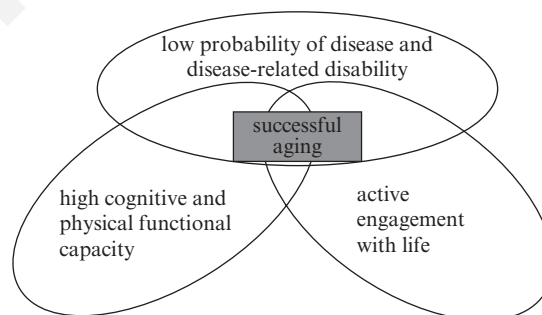 low probability of disease and
disease-related disability
successful
aging
high cognitive and
physical functional
capacity
active
engagement
with life